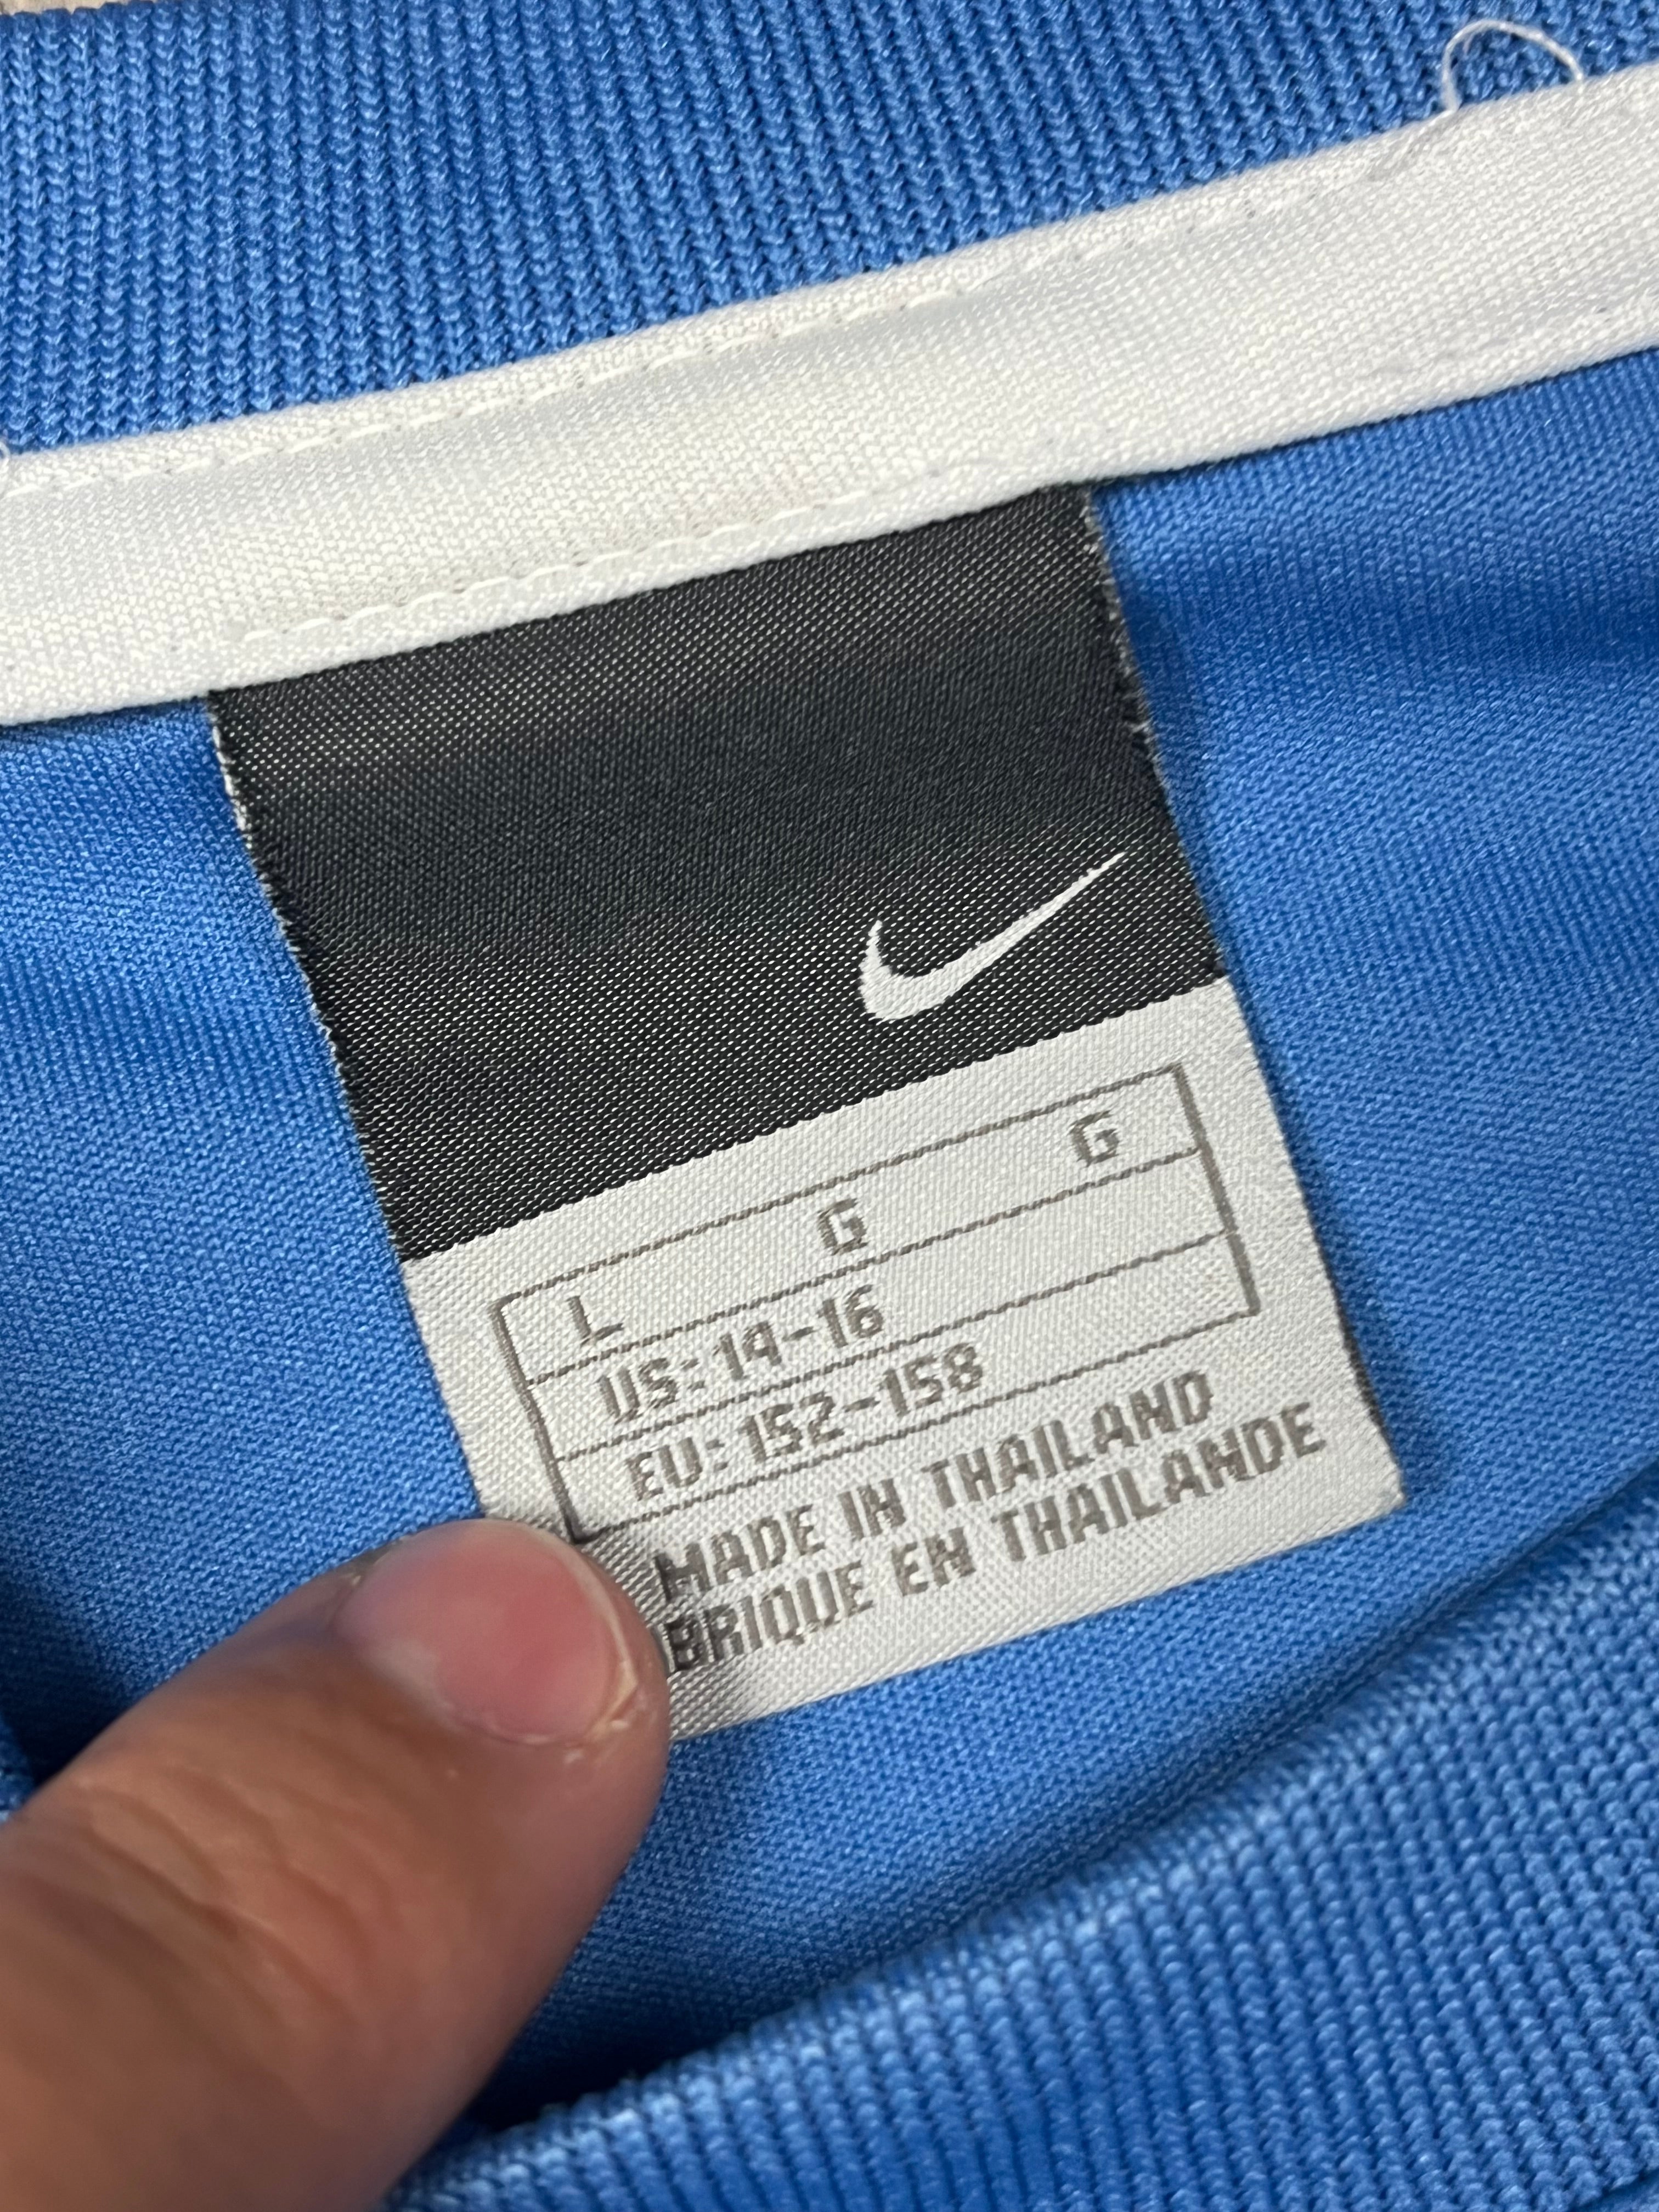 L G G
US: 14-16
EU: 152-158
MADE IN THAILAND
BRIQUE EN THAILANDE